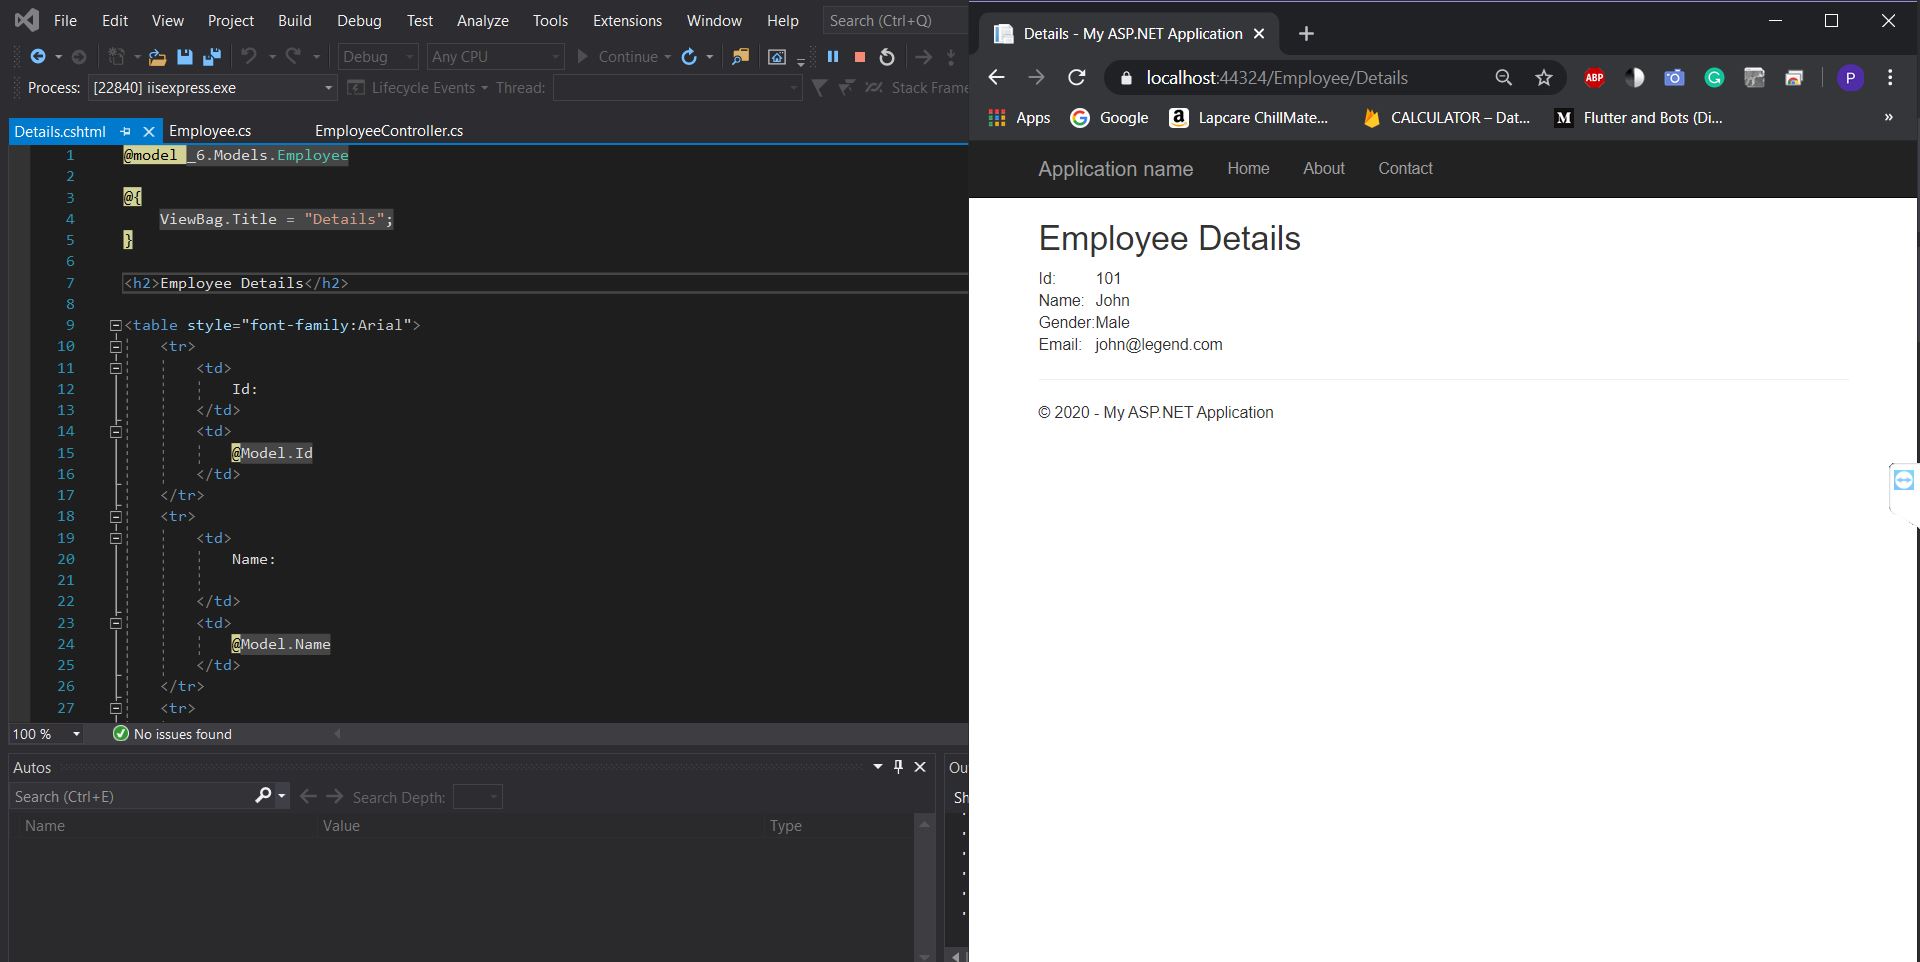 File Edit View Project Build Debug Test Analyze Tools Extensions Window Help Search (Ctrl+Q)
Debug Any CPU Continue
Process: [22840] iisexpress.exe Lifecycle Events Thread: Stack Frame
Details.cshtml Employee.cs EmployeeController.cs
1 @model _6.Models.Employee
2
3 @{
4 ViewBag.Title = "Details";
5 }
6
7 <h2>Employee Details</h2>
8
9 <table style="font-family:Arial">
10 <tr>
11 <td>
12 Id:
13 </td>
14 <td>
15 @Model.Id
16 </td>
17 </tr>
18 <tr>
19 <td>
20 Name:
21
22 </td>
23 <td>
24 @Model.Name
25 </td>
26 </tr>
27 <tr>
100 % No issues found
Autos
Search (Ctrl+E) Search Depth:
Name Value Type
Ou
Sh
Details - My ASP.NET Application
localhost:44324/Employee/Details ABP G P
Apps Google a Lapcare ChillMate... CALCULATOR – Dat... M Flutter and Bots (Di... »
Application name Home About Contact
Employee Details
Id: 101
Name: John
Gender:Male
Email: john@legend.com
© 2020 - My ASP.NET Application